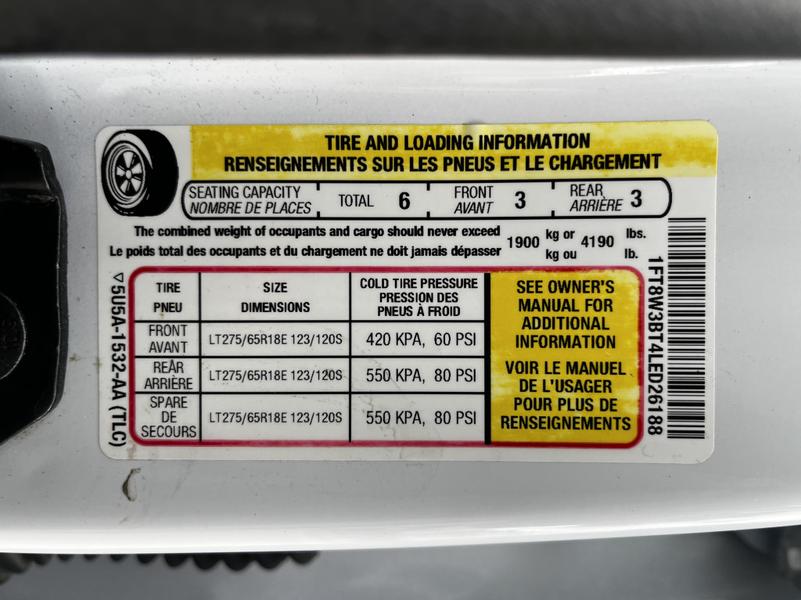 TIRE AND LOADING INFORMATION
RENSEIGNEMENTS SUR LES PNEUS ET LE CHARGEMENT
SEATING CAPACITY
NOMBRE DE PLACES
TOTAL 6
FRONT
AVANT
3
REAR
ARRIÈRE
3
The combined weight of occupants and cargo should never exceed
Le poids total des occupants et du chargement ne doit jamais dépasser
1900 kg or 4190 lbs.
kg ou lb.
TIRE
PNEU
SIZE
DIMENSIONS
COLD TIRE PRESSURE
PRESSION DES
PNEUS À FROID
FRONT
AVANT
LT275/65R18E 123/120S
420 KPA, 60 PSI
REAR
ARRIÈRE
LT275/65R18E 123/120S
550 KPA, 80 PSI
SPARE
DE
SECOURS
LT275/65R18E 123/120S
550 KPA, 80 PSI
SEE OWNER'S
MANUAL FOR
ADDITIONAL
INFORMATION
VOIR LE MANUEL
DE L'USAGER
POUR PLUS DE
RENSEIGNEMENTS
5U5A-1532-AA (TLC)
1FT8W3BT4LED26188